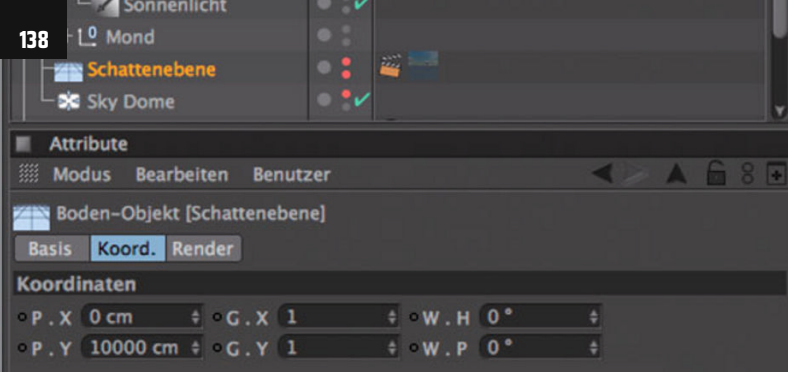 Sonnenlicht
138
Mond
Schattenebene
Sky Dome
Attribute
Modus Bearbeiten Benutzer
Boden-Objekt [Schattenebene]
Basis Koord. Render
Koordinaten
P . X 0 cm G . X 1 W . H 0 °
P . Y 10000 cm G . Y 1 W . P 0 °